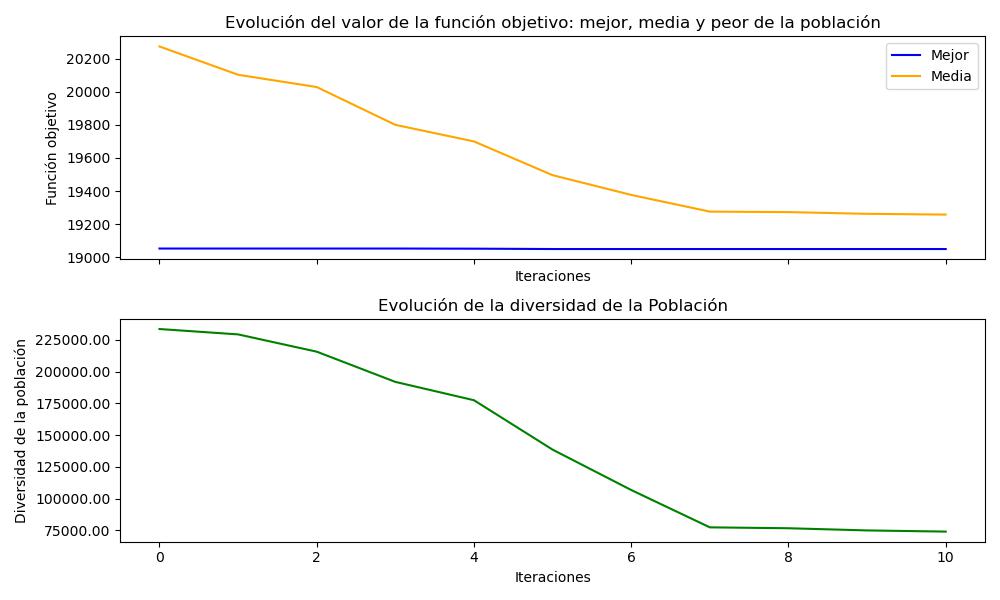 Evolución del valor de la función objetivo: mejor, media y peor de la población
Función objetivo
20200
20000
19800
19600
19400
19200
19000
Mejor
Media
Iteraciones
Evolución de la diversidad de la Población
Diversidad de la población
225000.00
200000.00
175000.00
150000.00
125000.00
100000.00
75000.00
0 2 4 6 8 10
Iteraciones